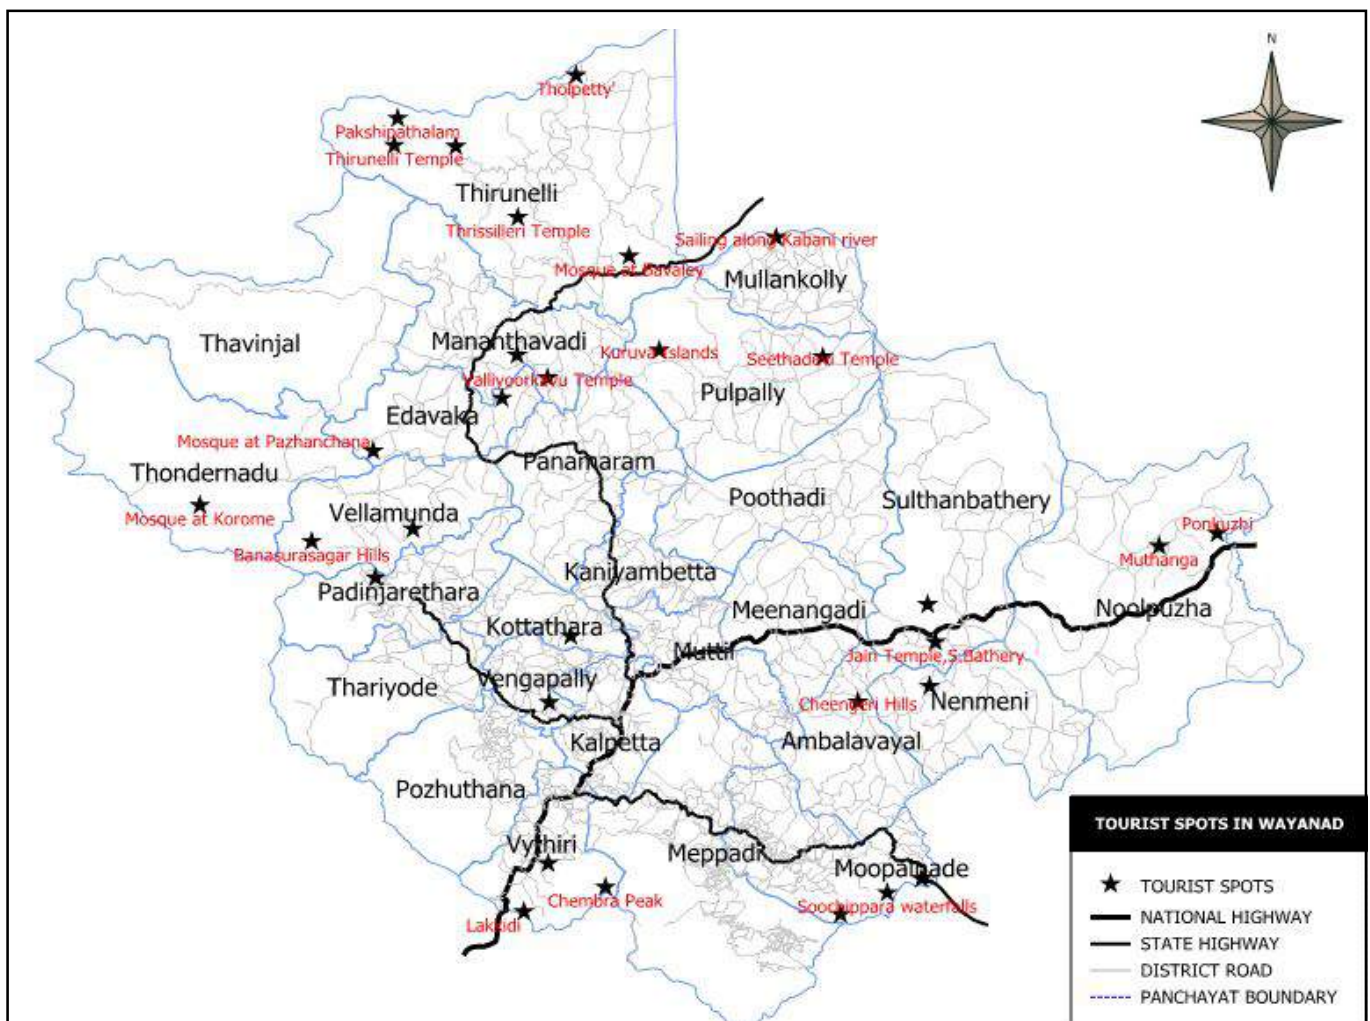 N
Tholpetty'
Pakshipathalam
Thirunelli Temple
Thirunelli
Thrissilleri Temple
Sailing along Kabani river
Mosque at Bavaley
Mullankolly
Thavinjal
Mananthavadi
Kuruva Islands
Seethadevi Temple
Vallivoorkavu Temple
Pulpally
Edavaka
Mosque at Pazhanchana
Panamaram
Thondernadu
Poothadi
Sulthanbathery
Mosque at Korome
Vellamunda
Ponkuzhi
Banasurasagar Hills
Muthanga
Kaniyambetta
Padinjarethara
Meenangadi
Noolpuzha
Kottathara
Muttil
Jain Temple,S.Bathery
Vengapally
Thariyode
Cheengeri Hills
Nenmeni
Kalpetta
Ambalavayal
Pozhuthana
TOURIST SPOTS IN WAYANAD
Vythiri
Meppadi
Moopainade
TOURIST SPOTS
Chembra Peak
Soochippara waterfalls
Lakkidi
NATIONAL HIGHWAY
STATE HIGHWAY
DISTRICT ROAD
PANCHAYAT BOUNDARY